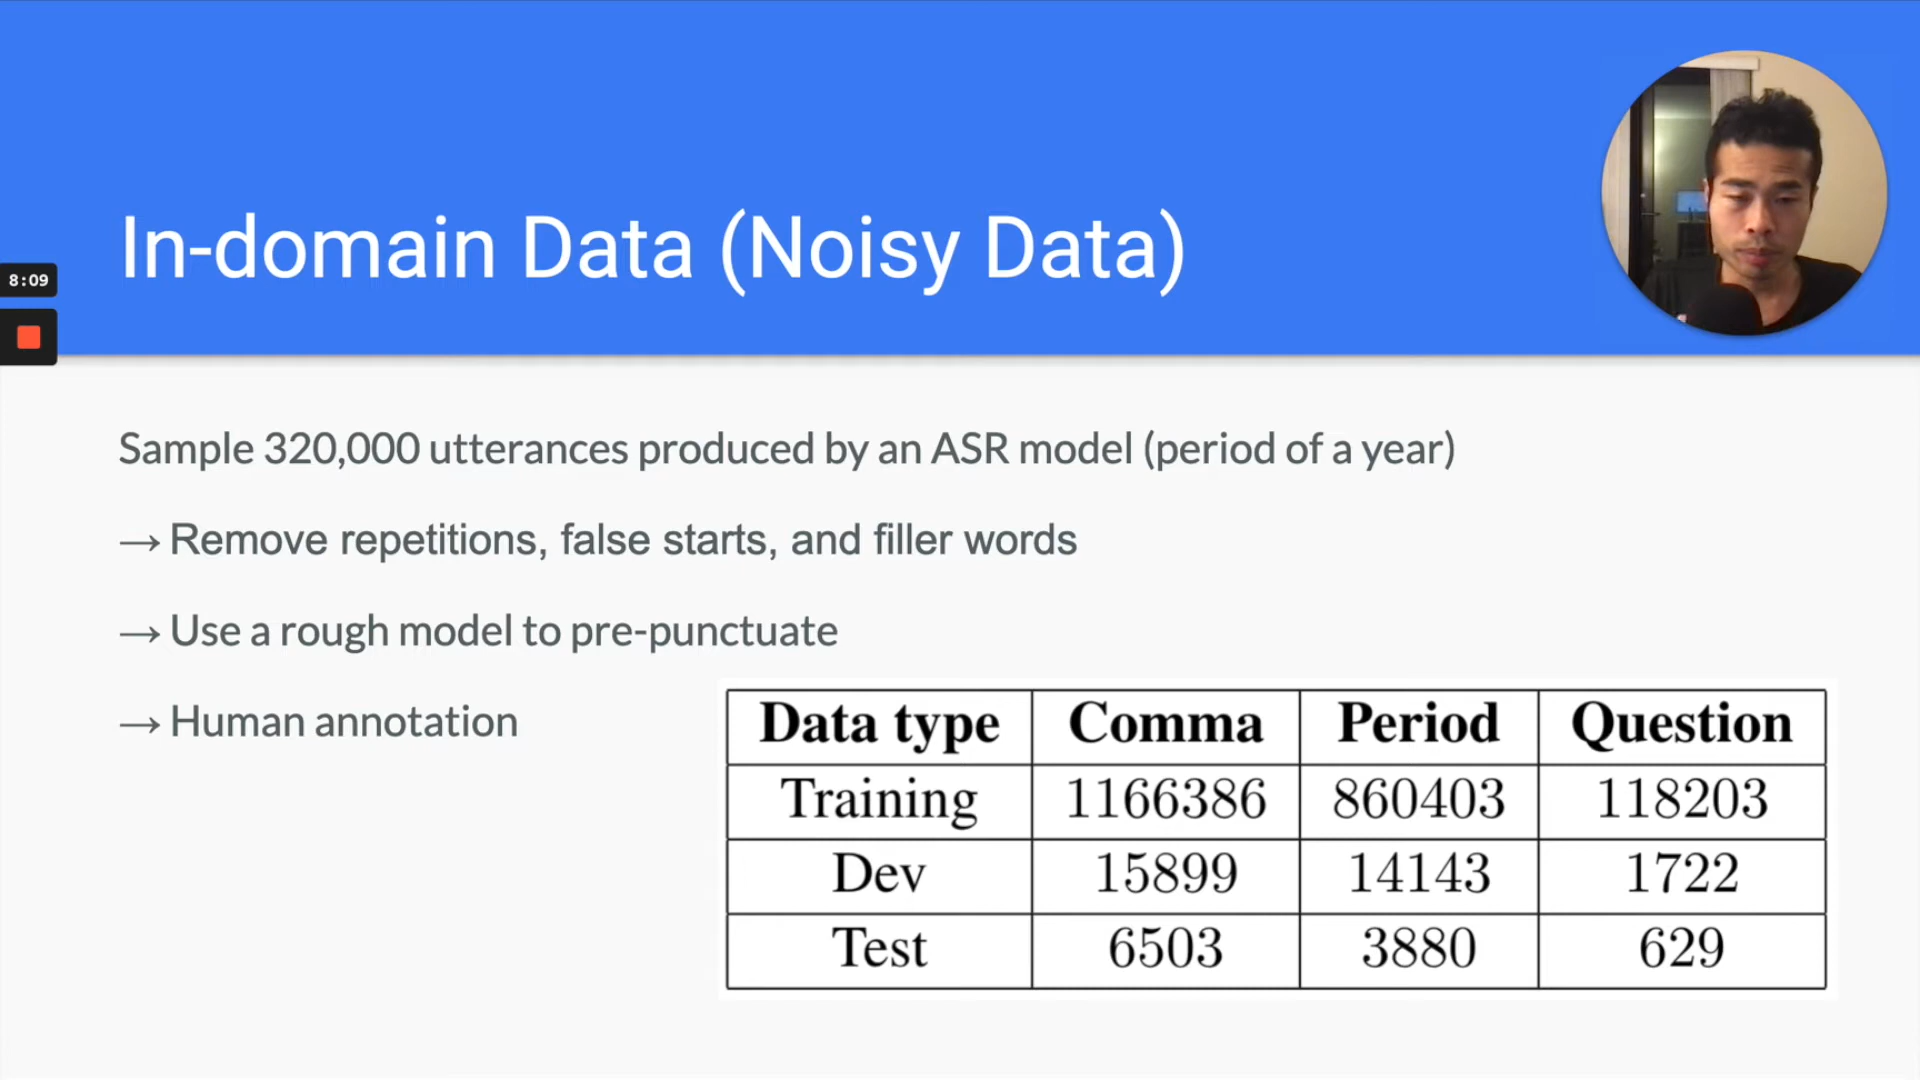 In-domain Data (Noisy Data)
8:09
Sample 320,000 utterances produced by an ASR model (period of a year)
→ Remove repetitions, false starts, and filler words
→ Use a rough model to pre-punctuate
→ Human annotation
Data type Comma Period Question
Training 1166386 860403 118203
Dev 15899 14143 1722
Test 6503 3880 629